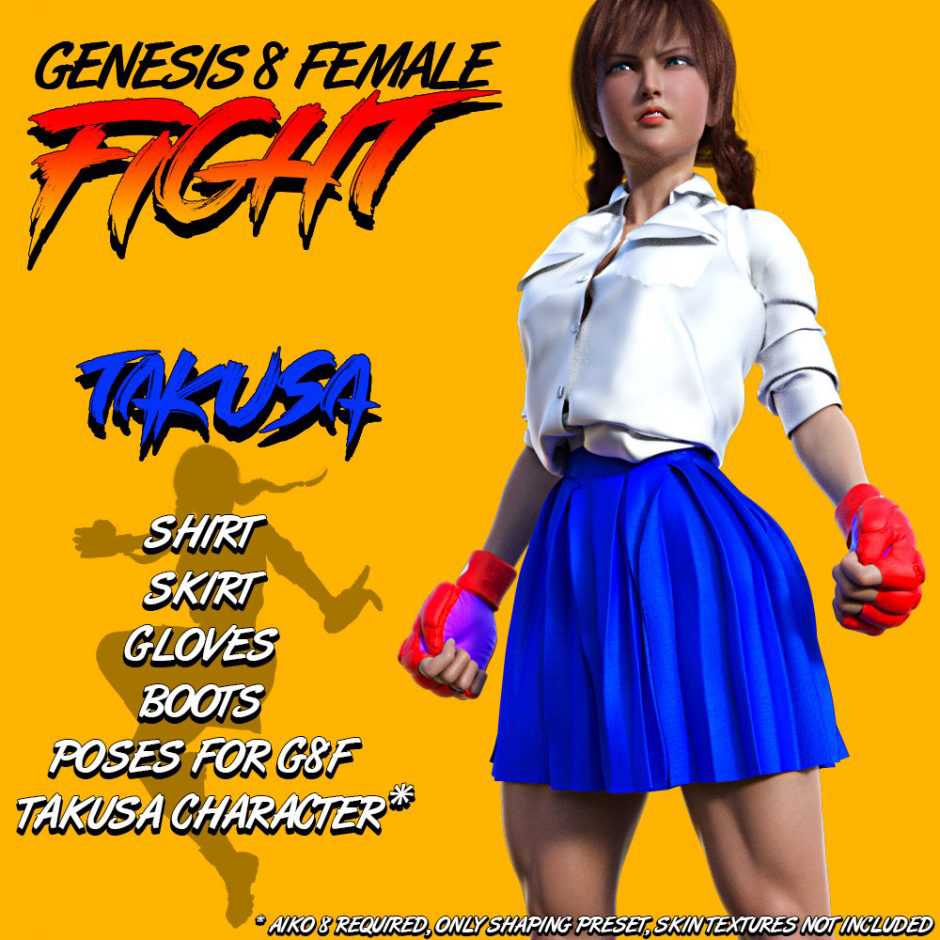 GENESIS 8 FEMALE
FIGHT
TAKUSA
SHIRT
SKIRT
GLOVES
BOOTS
POSES FOR G8F
TAKUSA CHARACTER*
* AIKO 8 REQUIRED, ONLY SHAPING PRESET, SKIN TEXTURES NOT INCLUDED